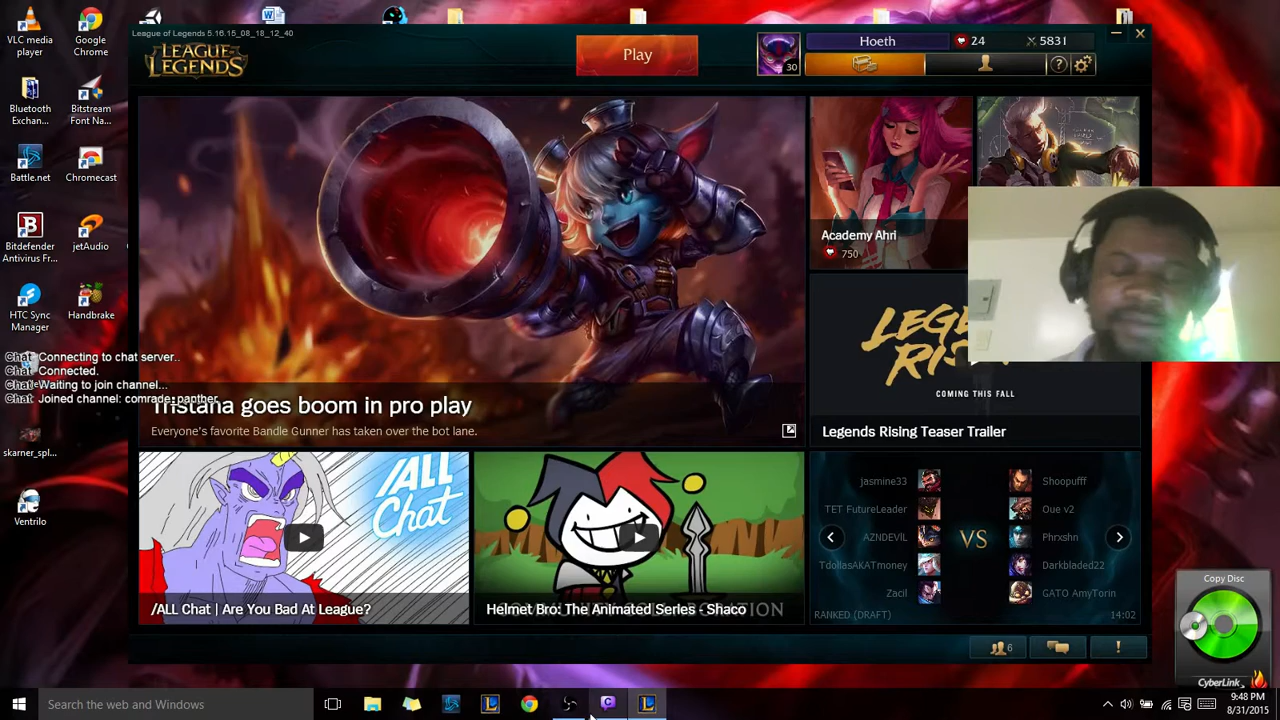 League of Legends 5.16.15_08_18_12_40
LEAGUE OF LEGENDS
Play
30
Hoeth
24
5831
?
VLC media player
Google Chrome
Bluetooth Exchan...
Bitstream Font Na...
Battle.net
Chromecast
Bitdefender Antivirus Fr...
jetAudio
HTC Sync Manager
Handbrake
Chat Connecting to chat server..
Chat Connected.
Chat Waiting to join channel...
Chat Joined channel: comrade_panther
skarner_spl...
Ventrilo
Tristana goes boom in pro play
Everyone's favorite Bandle Gunner has taken over the bot lane.
Academy Ahri
750
COMING THIS FALL
Legends Rising Teaser Trailer
/ALL
Chat
/ALL Chat | Are You Bad At League?
Helmet Bro: The Animated Series - Shaco
jasmine33
Shoopufff
TET FutureLeader
Oue v2
AZNDEVIL
VS
Phrxshn
TdollasAKATmoney
Darkbladed22
Zacil
GATO AmyTorin
RANKED (DRAFT)
14:02
6
!
Copy Disc
CyberLink
Search the web and Windows
9:48 PM
8/31/2015